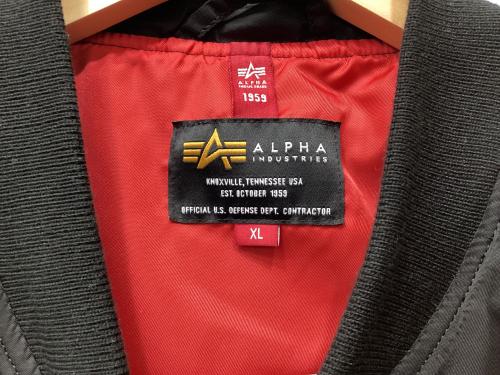 ALPHA
1959
ALPHA
INDUSTRIES
KNOXVILLE, TENNESSEE USA
EST. OCTOBER 1959
OFFICIAL U.S. DEFENSE DEPT. CONTRACTOR
XL